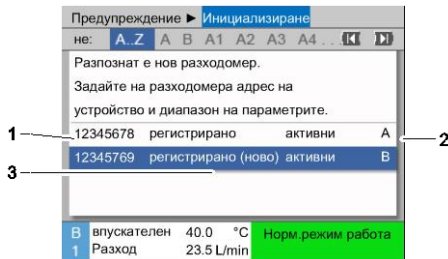 Предупреждение ► Инициализиране
не: A..Z A B A1 A2 A3 A4 . .
Разпознат е нов разходомер.
Задайте на разходомера адрес на
устройство и диапазон на параметрите.
1 12345678 регистрирано активни A 2
12345769 регистрирано (ново) активни B
3
B впускателен 40.0 °C Норм.режим работа
1 Разход 23.5 L/min